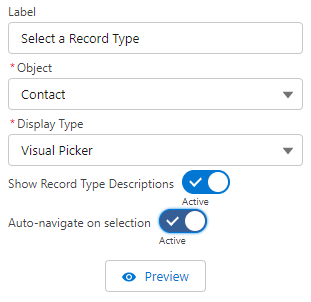 Label
Select a Record Type
* Object
Contact
* Display Type
Visual Picker
Show Record Type Descriptions
Active
Auto-navigate on selection
Active
Preview